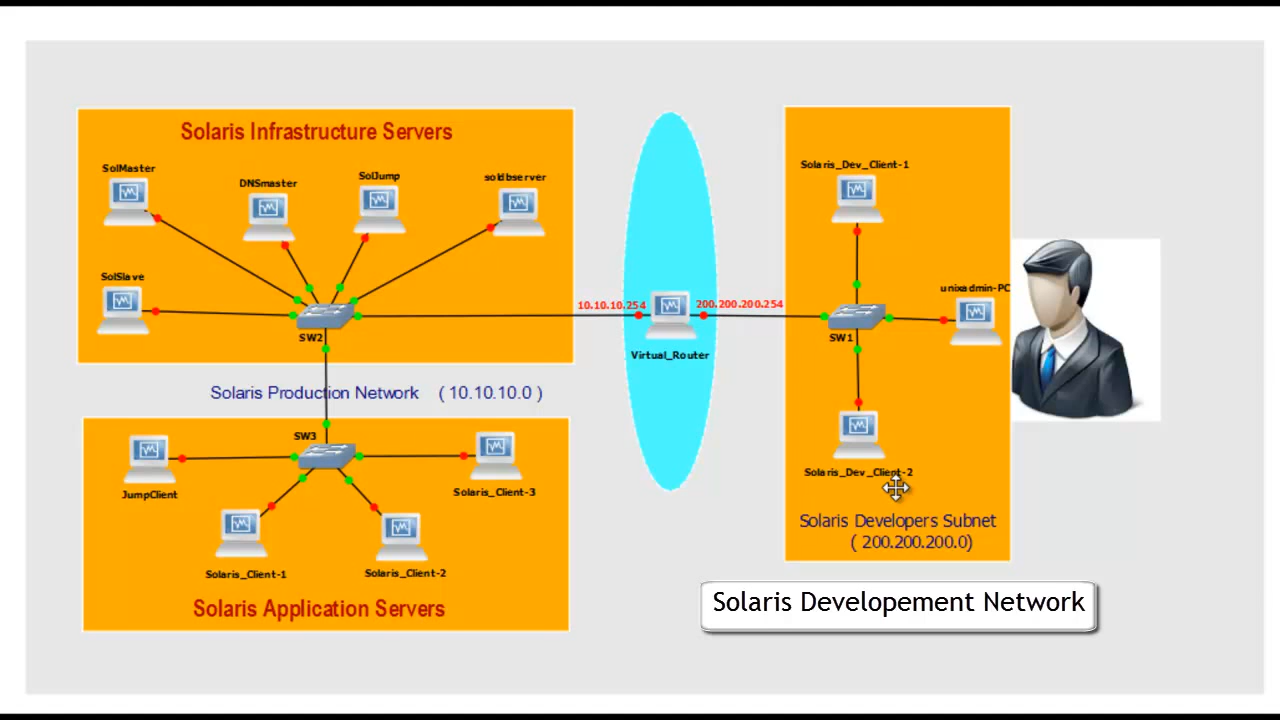 Solaris Infrastructure Servers
SolMaster
DNSmaster
SolJump
soldbserver
SolSlave
SW2
Solaris Production Network ( 10.10.10.0 )
SW3
JumpClient
Solaris_Client-3
Solaris_Client-1
Solaris_Client-2
Solaris Application Servers
10.10.10.254
200.200.200.254
Virtual_Router
Solaris_Dev_Client-1
unixadmin-PC
SW1
Solaris_Dev_Client-2
Solaris Developers Subnet
( 200.200.200.0)
Solaris Developement Network